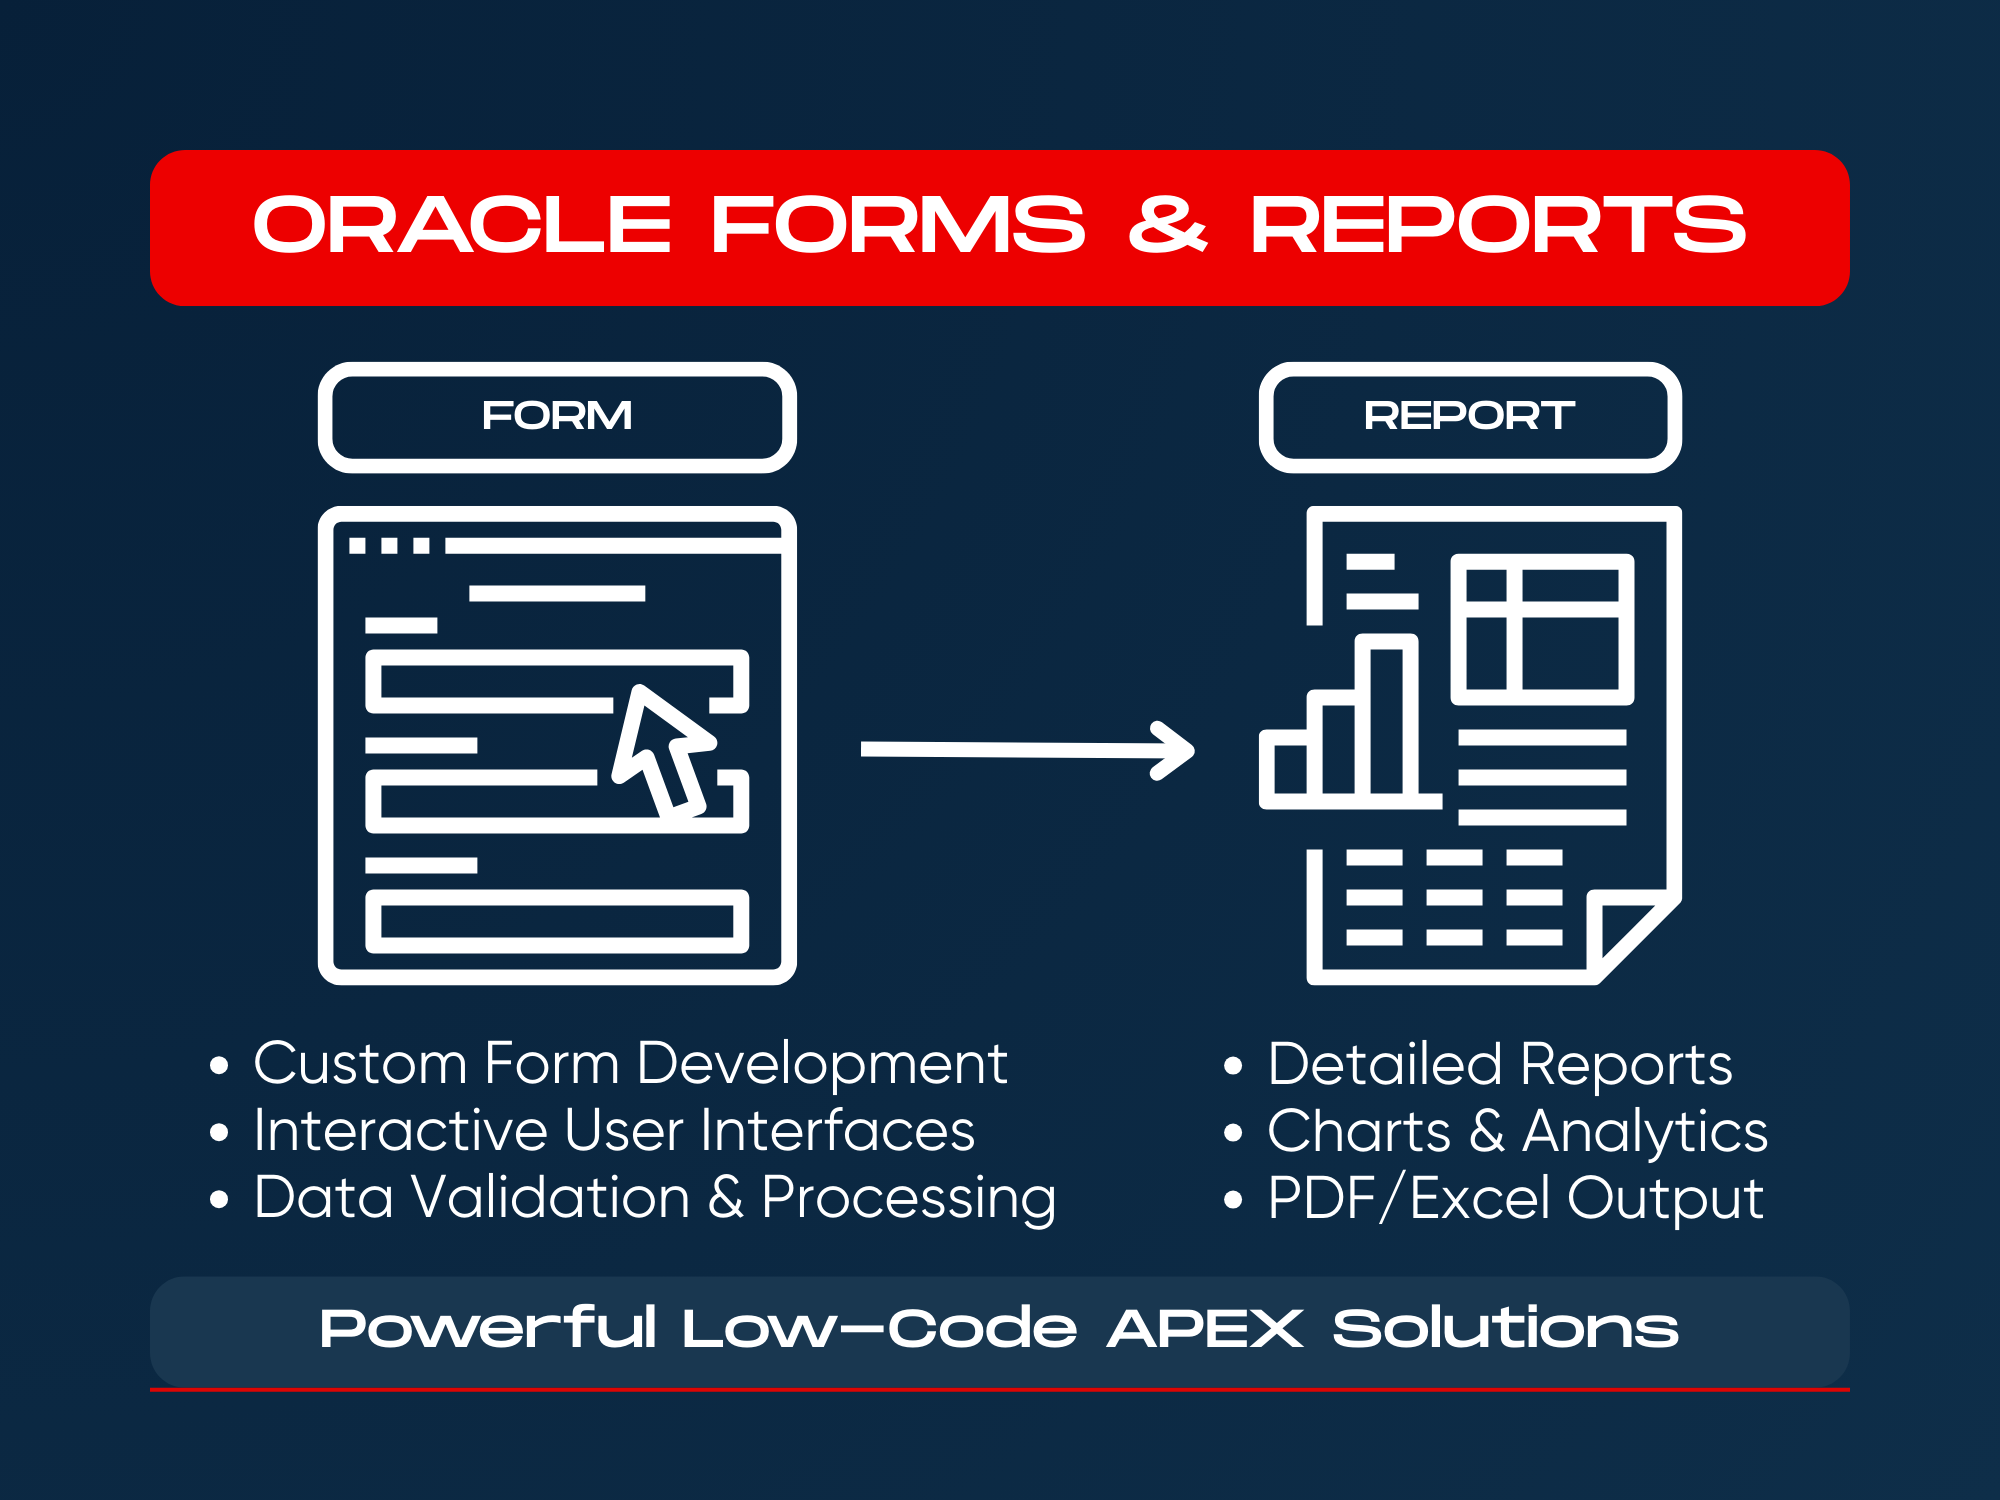 ORACLE FORMS & REPORTS
FORM
REPORT
• Custom Form Development
• Interactive User Interfaces
• Data Validation & Processing
• Detailed Reports
• Charts & Analytics
• PDF/Excel Output
Powerful Low-Code APEX Solutions